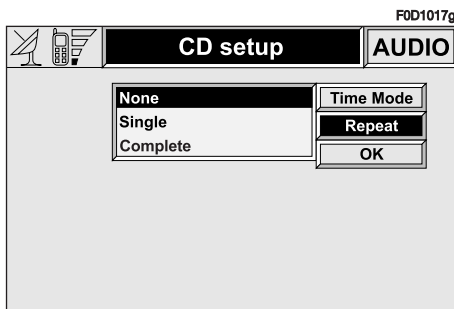 F0D1017g
CD setup AUDIO
None Time Mode
Single Repeat
Complete OK